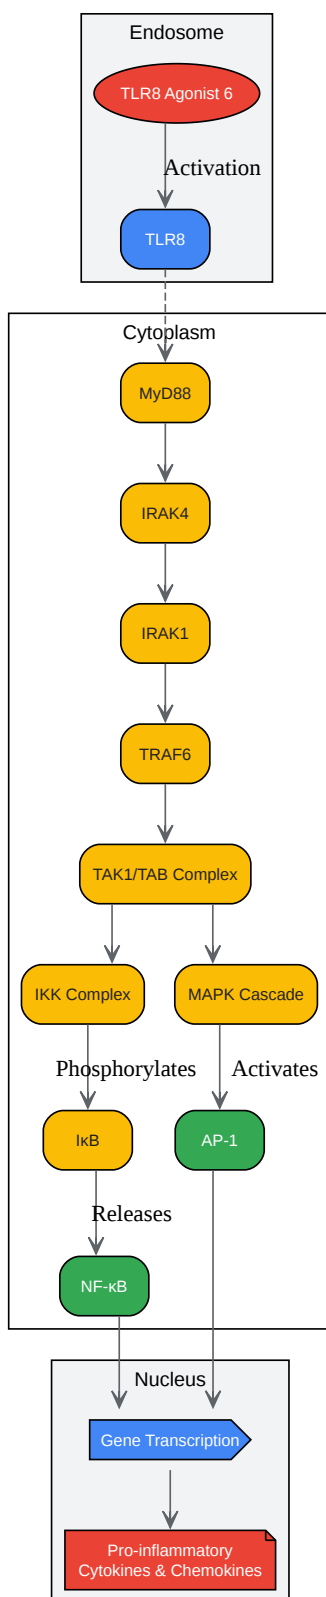 Endosome
TLR8 Agonist 6
Activation
TLR8
Cytoplasm
MyD88
IRAK4
IRAK1
TRAF6
TAK1/TAB Complex
IKK Complex
MAPK Cascade
Phosphorylates
Activates
IκB
AP-1
Releases
NF-κB
Nucleus
Gene Transcription
Pro-inflammatory
Cytokines & Chemokines